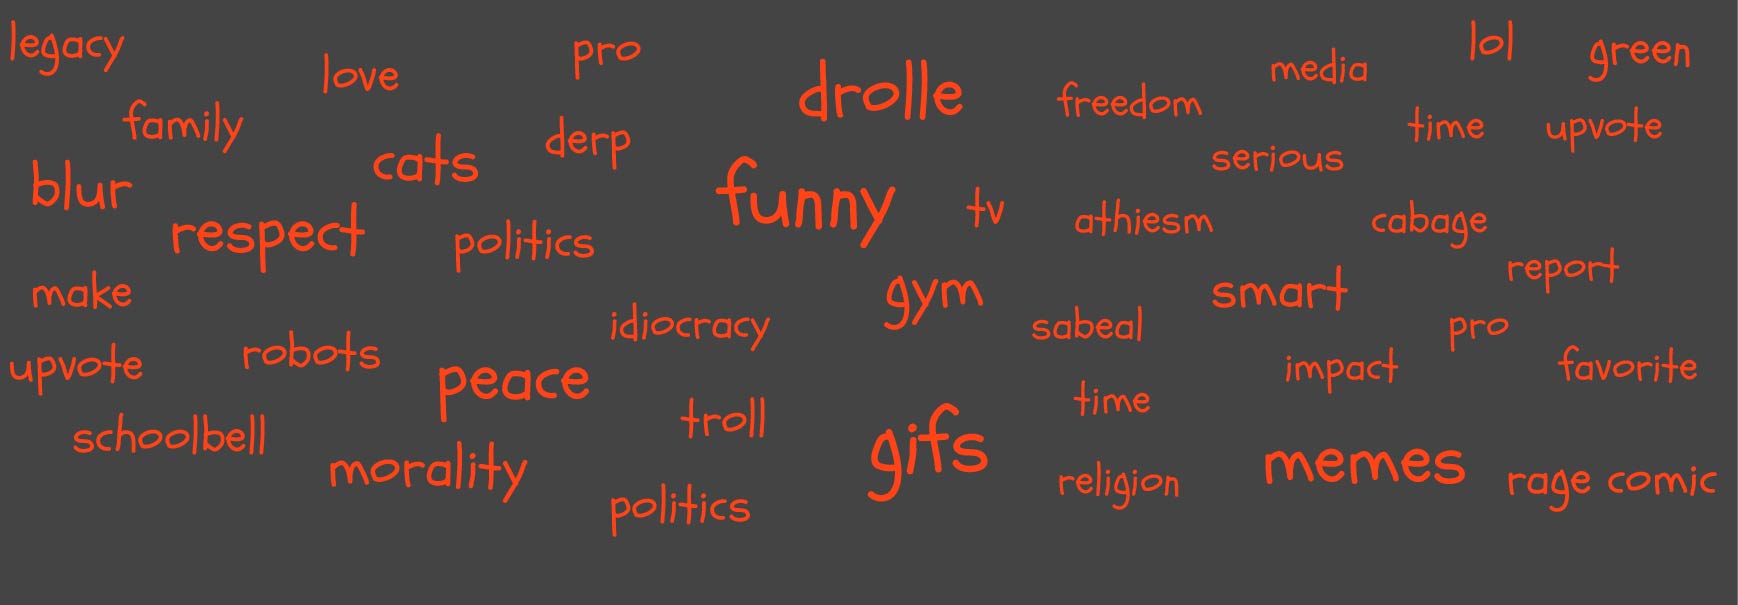 legacy
love
pro
drolle
media
lol
green
family
derp
freedom
time
upvote
blur
cats
funny
serious
respect
politics
tv
athiesm
cabage
make
idiocracy
gym
smart
report
upvote
robots
peace
sabeal
impact
pro
favorite
schoolbell
troll
time
morality
politics
gifs
religion
memes
rage comic